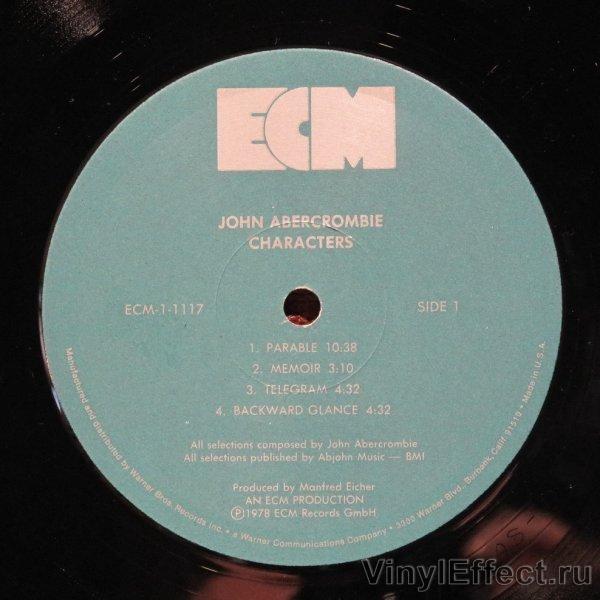 ECM
JOHN ABERCROMBIE
CHARACTERS
ECM-1-1117
SIDE 1
1. PARABLE 10:38
2. MEMOIR 3:10
3. TELEGRAM 4:32
4. BACKWARD GLANCE 4:32
All selections composed by John Abercrombie
All selections published by Abjohn Music — BMI
Produced by Manfred Eicher
AN ECM PRODUCTION
Ⓟ1978 ECM Records GmbH
Manufactured and distributed by Warner Bros. Records Inc. • a Warner Communications Company • 3300 Warner Blvd., Burbank, Calif. 91510 • Made in U.S.A.
VinylEffect.ru